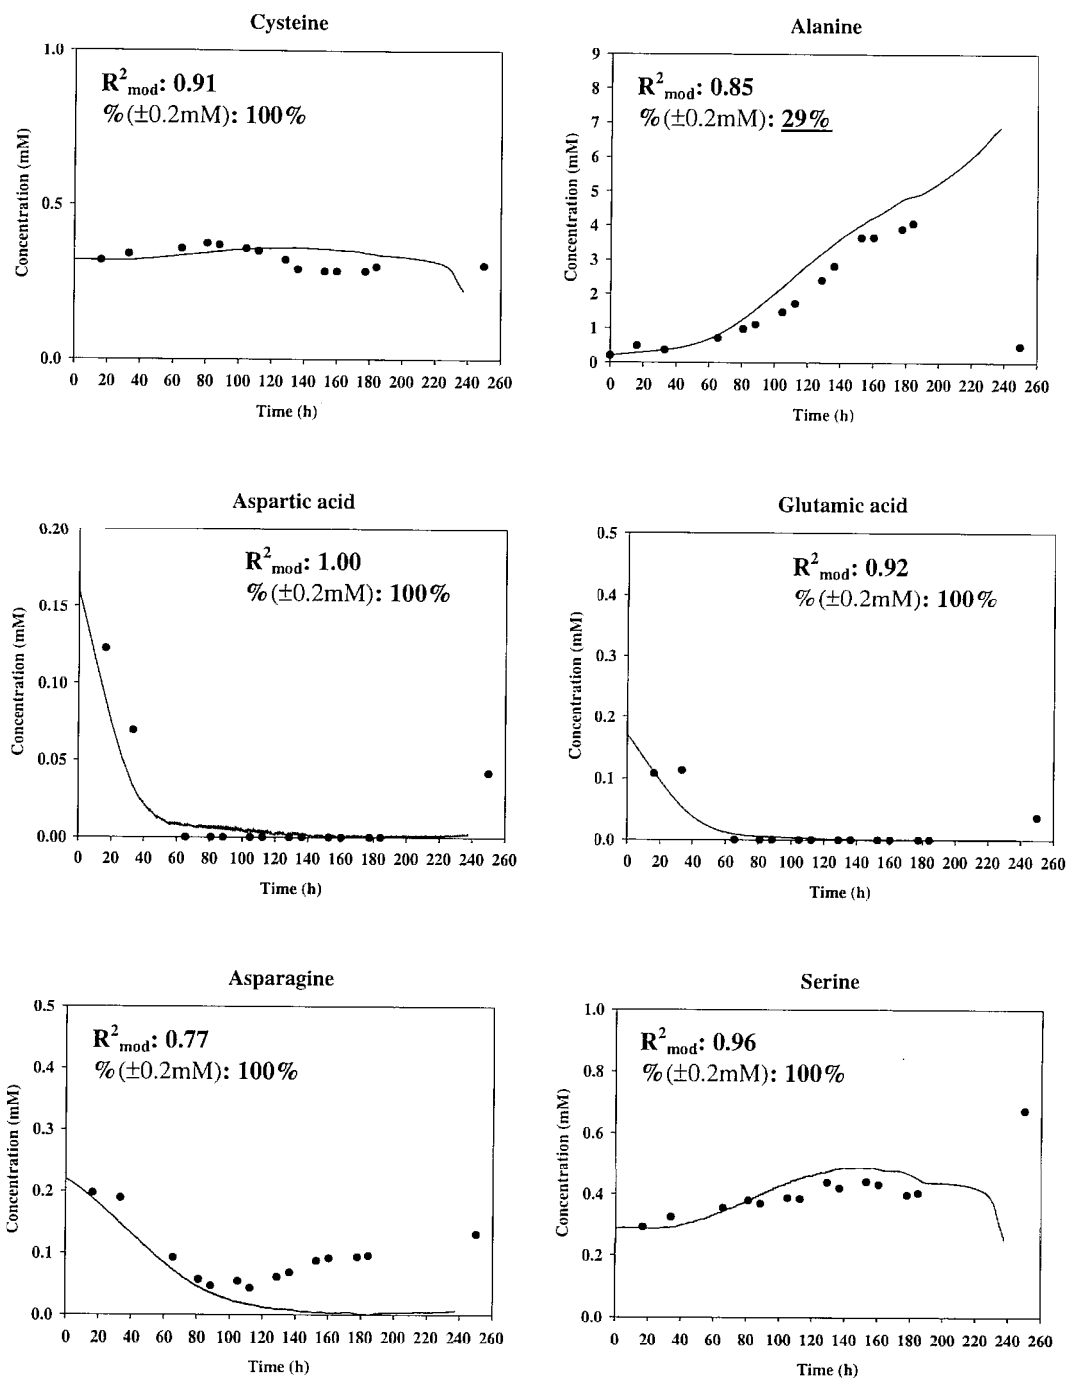 Cysteine
1.0
0.5
0.0
Concentration (mM)
R²mod: 0.91
%(±0.2mM): 100%
0 20 40 60 80 100 120 140 160 180 200 220 240 260
Time (h)
Alanine
9
8
7
6
5
4
3
2
1
0
Concentration (mM)
R²mod: 0.85
%(±0.2mM): 29%
0 20 40 60 80 100 120 140 160 180 200 220 240 260
Time (h)
Aspartic acid
0.20
0.15
0.10
0.05
0.00
Concentration (mM)
R²mod: 1.00
%(±0.2mM): 100%
0 20 40 60 80 100 120 140 160 180 200 220 240 260
Time (h)
Glutamic acid
0.5
0.4
0.3
0.2
0.1
0.0
Concentration (mM)
R²mod: 0.92
%(±0.2mM): 100%
0 20 40 60 80 100 120 140 160 180 200 220 240 260
Time (h)
Asparagine
0.5
0.4
0.3
0.2
0.1
0.0
Concentration (mM)
R²mod: 0.77
%(±0.2mM): 100%
0 20 40 60 80 100 120 140 160 180 200 220 240 260
Time (h)
Serine
1.0
0.8
0.6
0.4
0.2
0.0
Concentration (mM)
R²mod: 0.96
%(±0.2mM): 100%
0 20 40 60 80 100 120 140 160 180 200 220 240 260
Time (h)